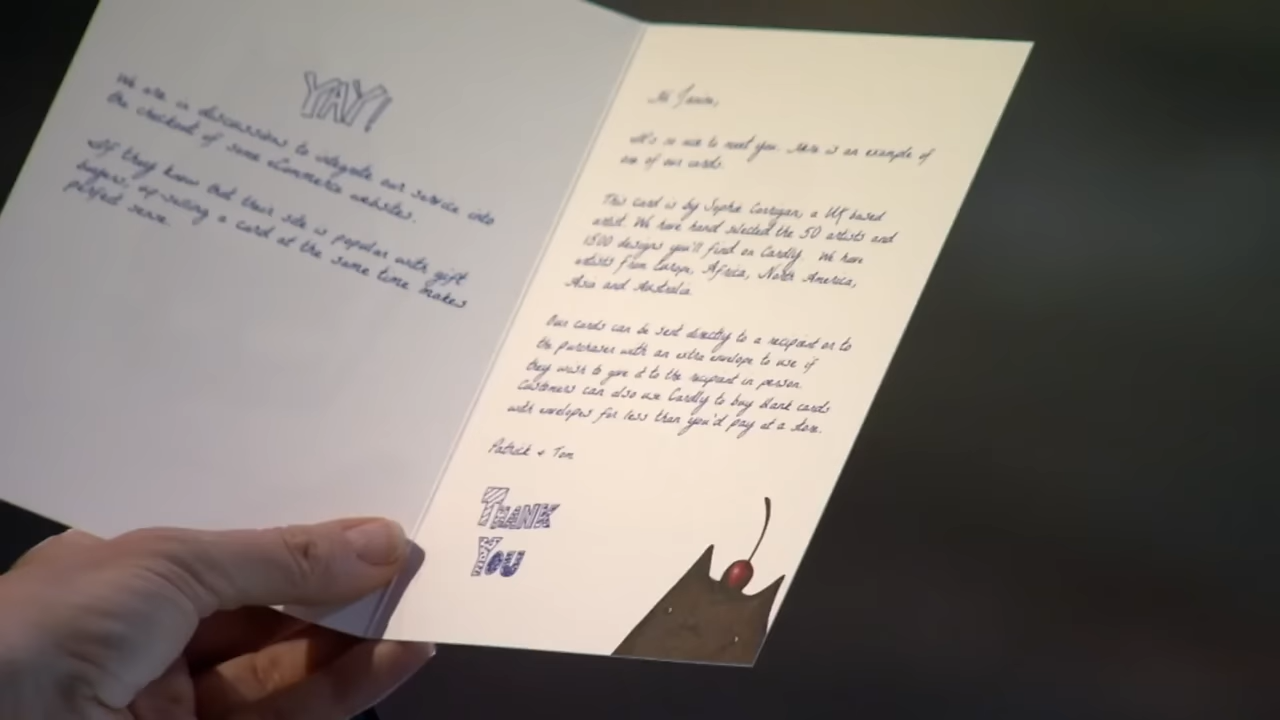 YAY!
We are in discussions to integrate our service into
the checkout of some eCommerce websites.
If they know that their site is popular with gift
buyers, up-selling a card at the same time makes
perfect sense.
Hi Janine,
It's so nice to meet you. Here is an example of
one of our cards.
This card is by Sophie Corrigan, a UK based
artist. We have hand selected the 50 artists and
1500 designs you'll find on Cardly. We have
artists from Europe, Africa, North America,
Asia and Australia.
Our cards can be sent directly to a recipient or to
the purchaser with an extra envelope to use if
they wish to give it to the recipient in person.
Customers can also use Cardly to buy blank cards
with envelopes for less than you'd pay at a store.
Patrick + Tom
THANK
YOU